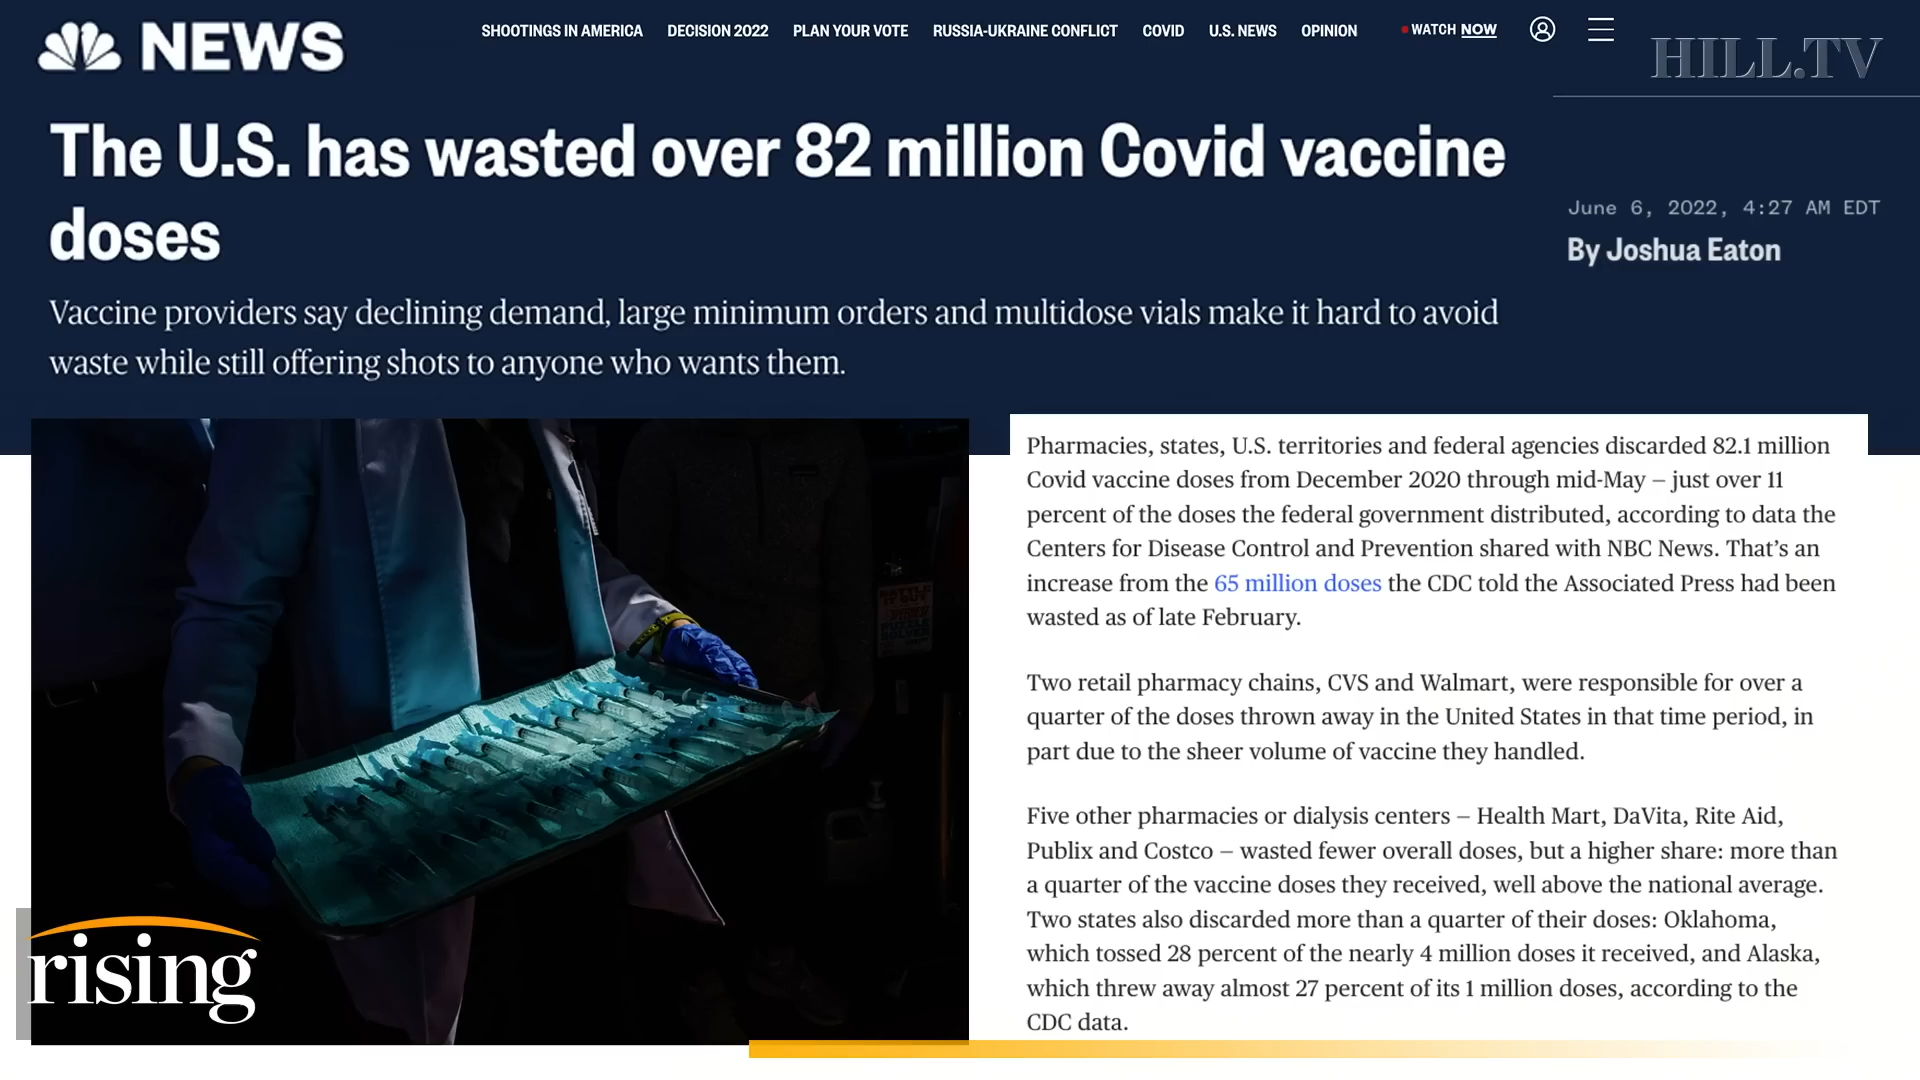 NEWS
SHOOTINGS IN AMERICA DECISION 2022 PLAN YOUR VOTE RUSSIA-UKRAINE CONFLICT COVID U.S. NEWS OPINION WATCH NOW
HILL.TV
The U.S. has wasted over 82 million Covid vaccine
doses
June 6, 2022, 4:27 AM EDT
By Joshua Eaton
Vaccine providers say declining demand, large minimum orders and multidose vials make it hard to avoid
waste while still offering shots to anyone who wants them.
Pharmacies, states, U.S. territories and federal agencies discarded 82.1 million
Covid vaccine doses from December 2020 through mid-May – just over 11
percent of the doses the federal government distributed, according to data the
Centers for Disease Control and Prevention shared with NBC News. That’s an
increase from the 65 million doses the CDC told the Associated Press had been
wasted as of late February.
Two retail pharmacy chains, CVS and Walmart, were responsible for over a
quarter of the doses thrown away in the United States in that time period, in
part due to the sheer volume of vaccine they handled.
Five other pharmacies or dialysis centers – Health Mart, DaVita, Rite Aid,
Publix and Costco – wasted fewer overall doses, but a higher share: more than
a quarter of the vaccine doses they received, well above the national average.
Two states also discarded more than a quarter of their doses: Oklahoma,
which tossed 28 percent of the nearly 4 million doses it received, and Alaska,
which threw away almost 27 percent of its 1 million doses, according to the
CDC data.
rising